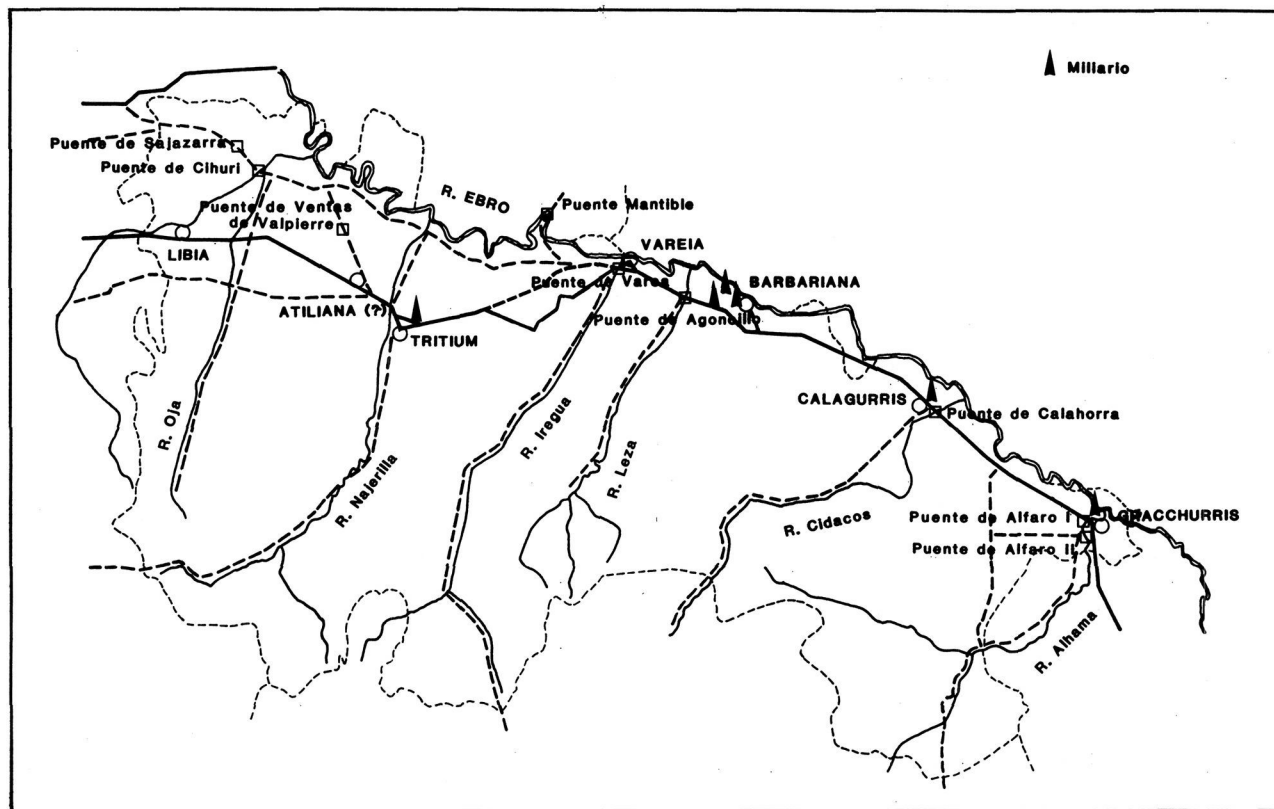 Miliario
Puente de Sajazarra
Puente de Cihuri
R. EBRO
Puente Mantible
Puente de Ventas
de Valpierre
VAREIA
LIBIA
Puente de Varea
BARBARIANA
ATILIANA (?)
Puente de Agoncillo
TRITIUM
CALAGURRIS
Puente de Calahorra
R. Oja
R. Iregua
R. Leza
R. Najerilla
R. Cidacos
Puente de Alfaro I
GRACCHURRIS
Puente de Alfaro II
R. Alhama